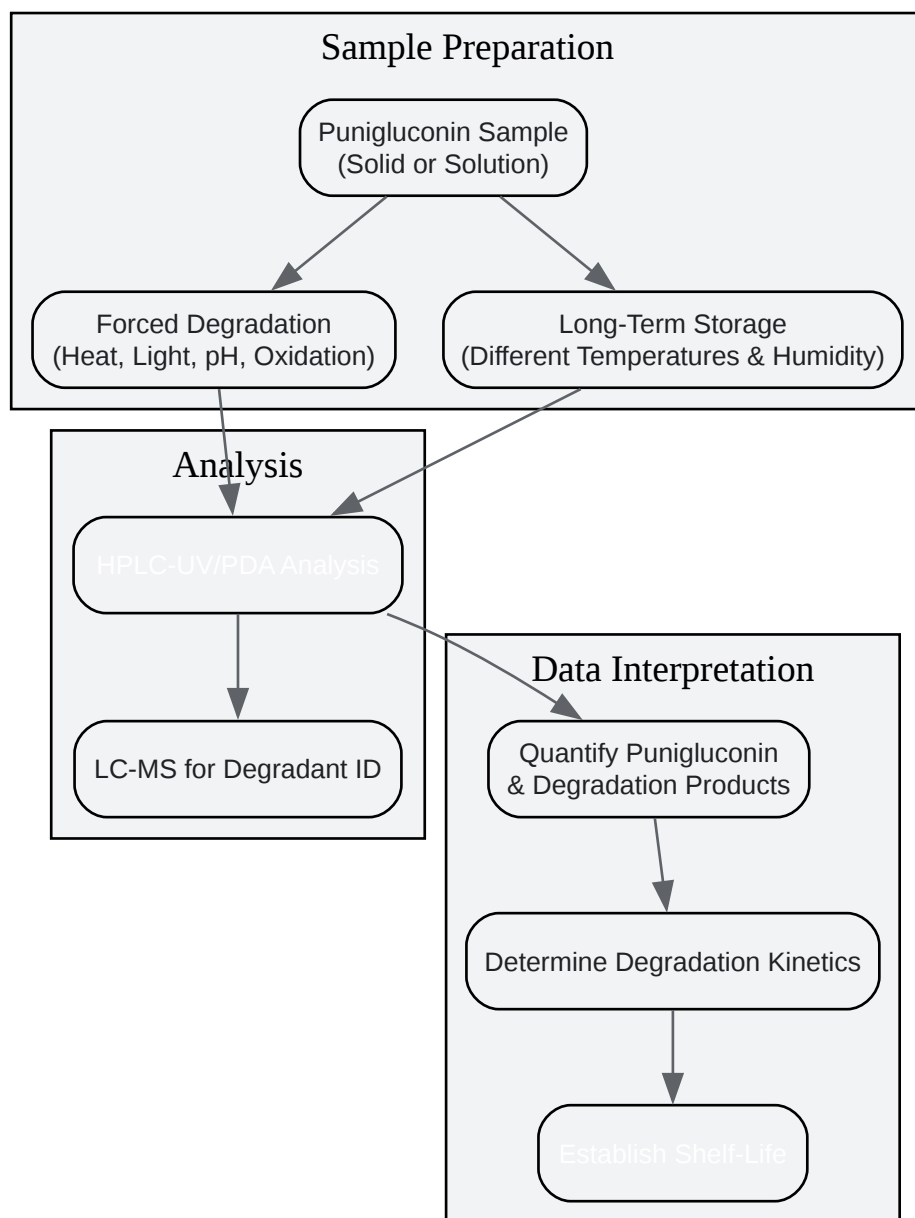 Sample Preparation
Punigluconin Sample
(Solid or Solution)
Forced Degradation
(Heat, Light, pH, Oxidation)
Long-Term Storage
(Different Temperatures & Humidity)
Analysis
HPLC-UV/PDA Analysis
LC-MS for Degradant ID
Data Interpretation
Quantify Punigluconin
& Degradation Products
Determine Degradation Kinetics
Establish Shelf-Life